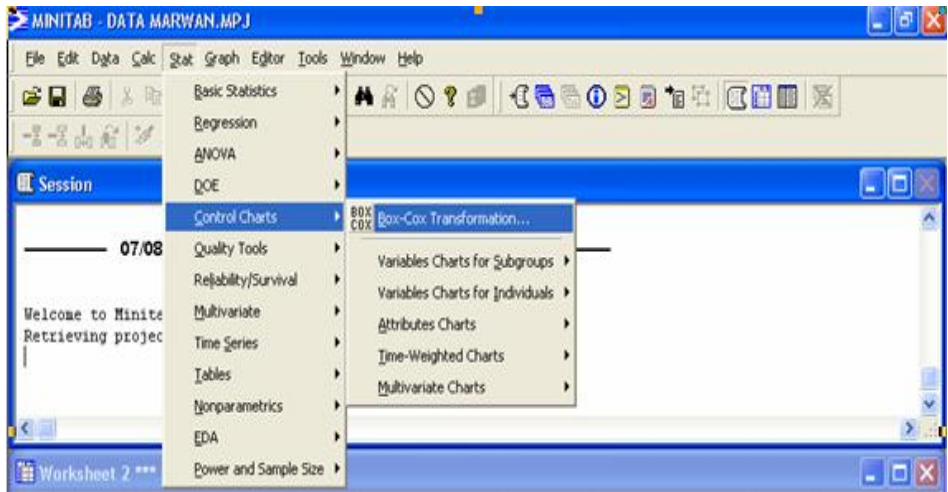 MINITAB - DATA MARWAN.MPJ
File Edit Data Calc Stat Graph Editor Tools Window Help
Basic Statistics
Regression
ANOVA
DOE
Control Charts
Quality Tools
Reliability/Survival
Multivariate
Time Series
Tables
Nonparametrics
EDA
Power and Sample Size
BOX COX Box-Cox Transformation...
Variables Charts for Subgroups
Variables Charts for Individuals
Attributes Charts
Time-Weighted Charts
Multivariate Charts
Session
07/08
Welcome to Minita
Retrieving projec
Worksheet 2 ***